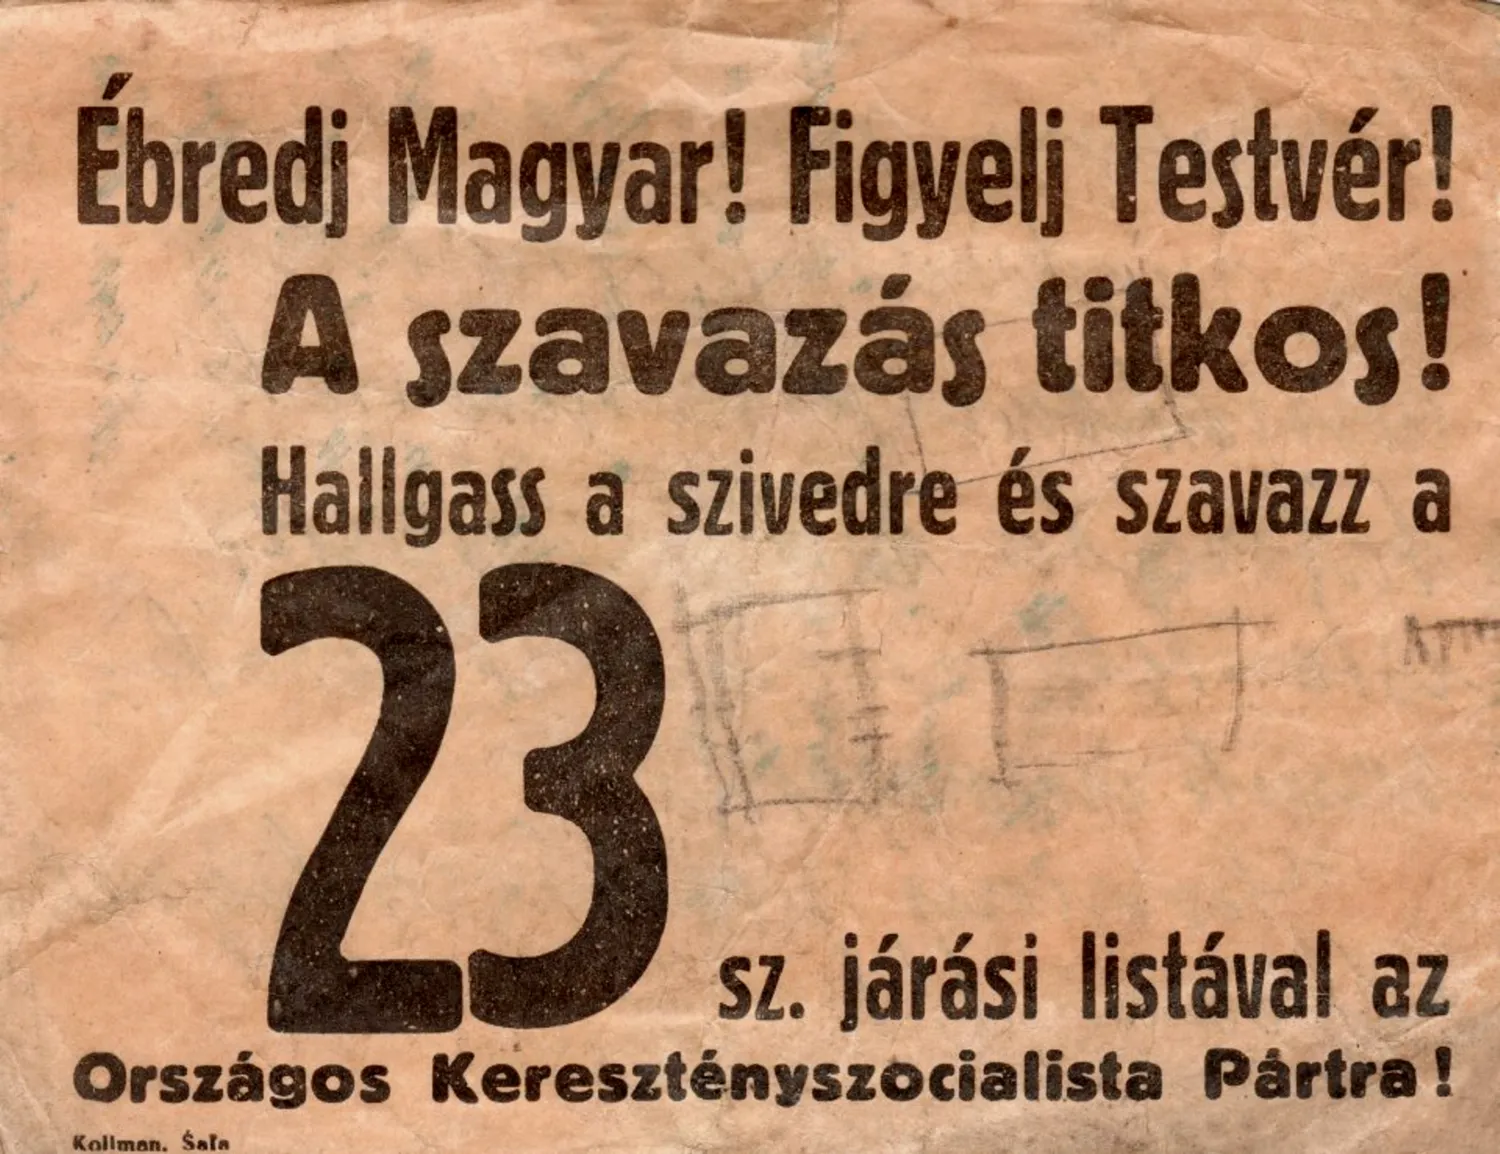 Ébredj Magyar! Figyelj Testvér!
A szavazás titkos!
Hallgass a szivedre és szavazz a
23 sz. járási listával az
Országos Keresztényszocialista Pártra!
Kollman, Šaľa